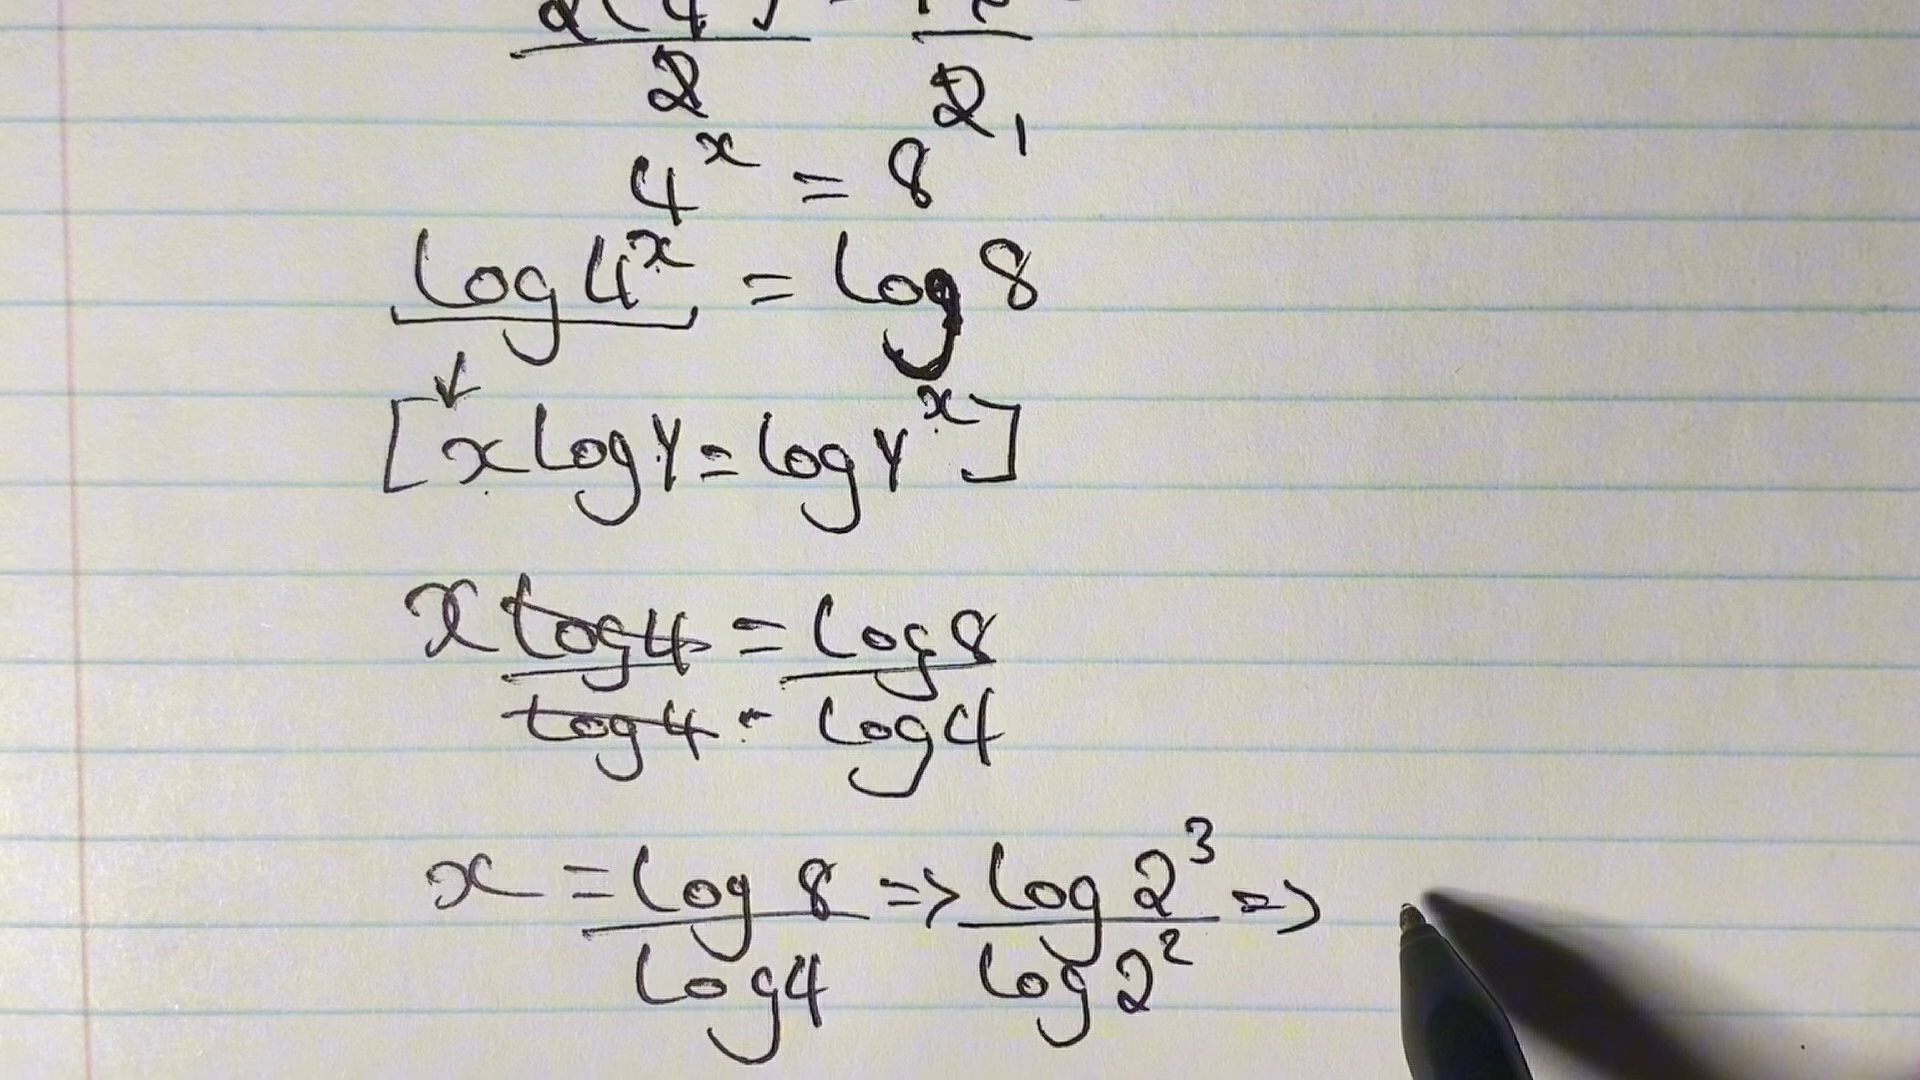 2 2 1
4^x = 8
log 4^x = log 8
[x log y = log y^x]
x log 4 = log 8
log 4 = log 4
x = log 8 => log 2^3 =>
log 4 log 2^2